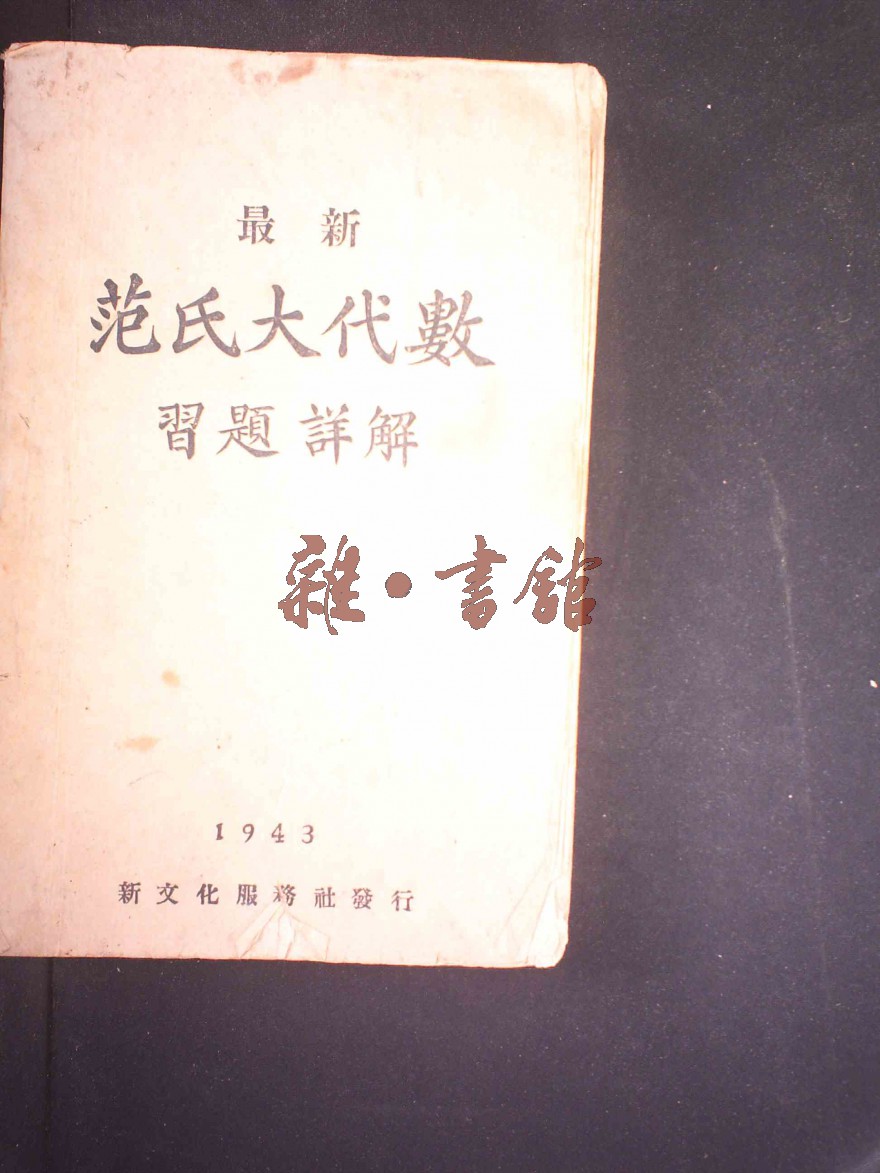 最新
范氏大代數
習題詳解
雜·書館
1943
新文化服務社發行